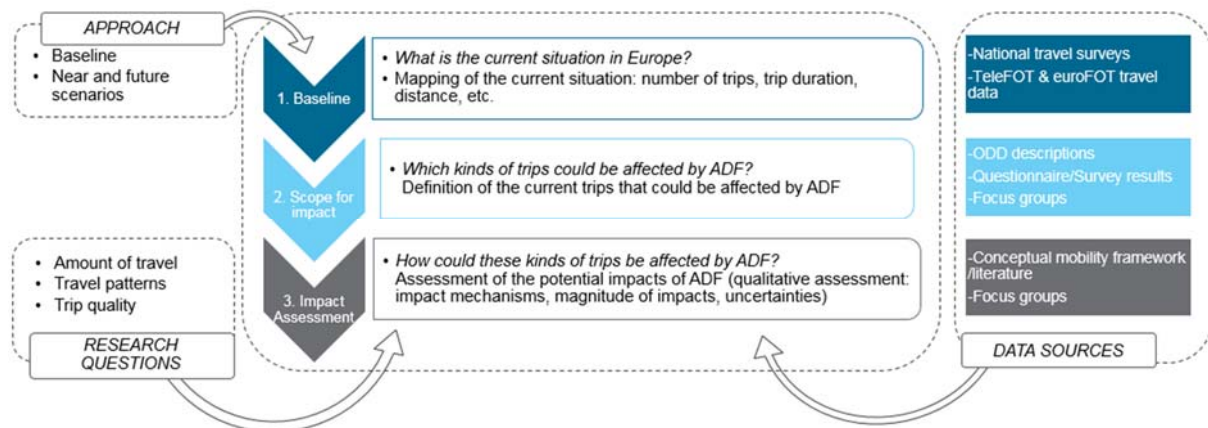 APPROACH
• Baseline
• Near and future
scenarios
1. Baseline
• What is the current situation in Europe?
• Mapping of the current situation: number of trips, trip duration,
distance, etc.
-National travel surveys
-TeleFOT & euroFOT travel
data
2. Scope for
impact
• Which kinds of trips could be affected by ADF?
Definition of the current trips that could be affected by ADF
-ODD descriptions
-Questionnaire/Survey results
-Focus groups
• Amount of travel
• Travel patterns
• Trip quality
RESEARCH
QUESTIONS
3. Impact
Assessment
• How could these kinds of trips be affected by ADF?
Assessment of the potential impacts of ADF (qualitative assessment:
impact mechanisms, magnitude of impacts, uncertainties)
-Conceptual mobility framework
/literature
-Focus groups
DATA SOURCES